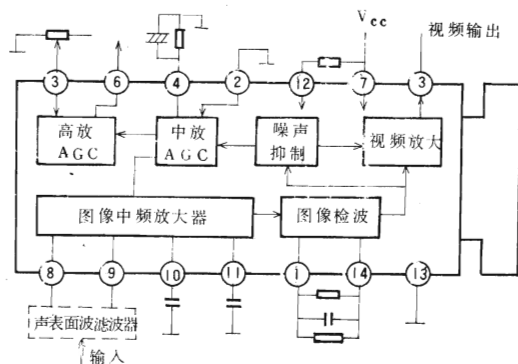 Vcc
视频输出
3 6 4 2 12 7 3
高放 AGC
中放 AGC
噪声 抑制
视频放大
图像中频放大器
图像检波
8 9 10 11 1 14 13
声表面波滤波器
输入